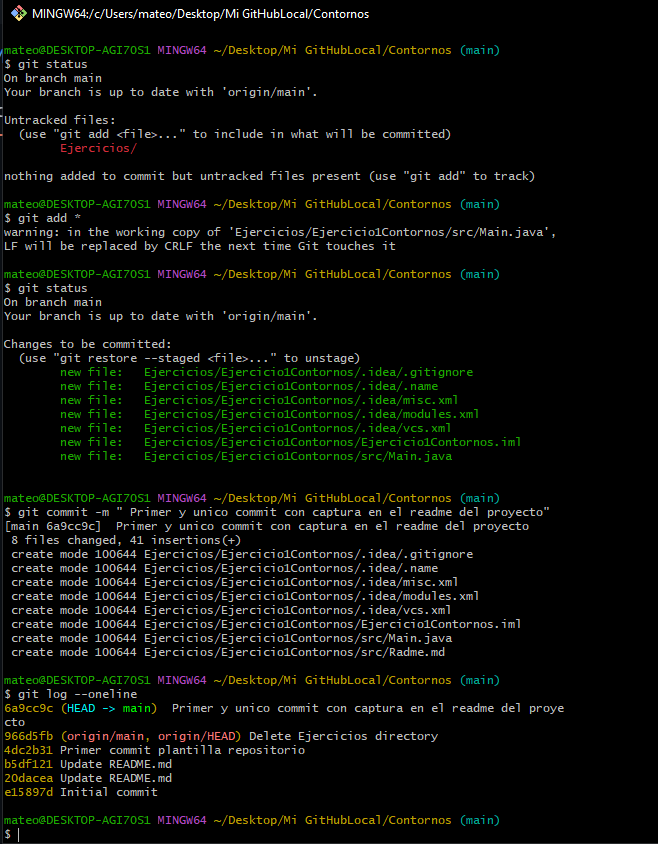 MINGW64:/c/Users/mateo/Desktop/Mi GitHubLocal/Contornos
mateo@DESKTOP-AGI7OS1 MINGW64 ~/Desktop/Mi GitHubLocal/Contornos (main)
$ git status
On branch main
Your branch is up to date with 'origin/main'.
Untracked files:
(use "git add <file>..." to include in what will be committed)
Ejercicios/
nothing added to commit but untracked files present (use "git add" to track)
mateo@DESKTOP-AGI7OS1 MINGW64 ~/Desktop/Mi GitHubLocal/Contornos (main)
$ git add *
warning: in the working copy of 'Ejercicios/Ejercicio1Contornos/src/Main.java',
LF will be replaced by CRLF the next time Git touches it
mateo@DESKTOP-AGI7OS1 MINGW64 ~/Desktop/Mi GitHubLocal/Contornos (main)
$ git status
On branch main
Your branch is up to date with 'origin/main'.
Changes to be committed:
(use "git restore --staged <file>..." to unstage)
new file:   Ejercicios/Ejercicio1Contornos/.idea/.gitignore
new file:   Ejercicios/Ejercicio1Contornos/.idea/.name
new file:   Ejercicios/Ejercicio1Contornos/.idea/misc.xml
new file:   Ejercicios/Ejercicio1Contornos/.idea/modules.xml
new file:   Ejercicios/Ejercicio1Contornos/.idea/vcs.xml
new file:   Ejercicios/Ejercicio1Contornos/Ejercicio1Contornos.iml
new file:   Ejercicios/Ejercicio1Contornos/src/Main.java
mateo@DESKTOP-AGI7OS1 MINGW64 ~/Desktop/Mi GitHubLocal/Contornos (main)
$ git commit -m " Primer y unico commit con captura en el readme del proyecto"
[main 6a9cc9c]  Primer y unico commit con captura en el readme del proyecto
8 files changed, 41 insertions(+)
create mode 100644 Ejercicios/Ejercicio1Contornos/.idea/.gitignore
create mode 100644 Ejercicios/Ejercicio1Contornos/.idea/.name
create mode 100644 Ejercicios/Ejercicio1Contornos/.idea/misc.xml
create mode 100644 Ejercicios/Ejercicio1Contornos/.idea/modules.xml
create mode 100644 Ejercicios/Ejercicio1Contornos/.idea/vcs.xml
create mode 100644 Ejercicios/Ejercicio1Contornos/Ejercicio1Contornos.iml
create mode 100644 Ejercicios/Ejercicio1Contornos/src/Main.java
create mode 100644 Ejercicios/Ejercicio1Contornos/src/Radme.md
mateo@DESKTOP-AGI7OS1 MINGW64 ~/Desktop/Mi GitHubLocal/Contornos (main)
$ git log --oneline
6a9cc9c (HEAD -> main)  Primer y unico commit con captura en el readme del proye
cto
966d5fb (origin/main, origin/HEAD) Delete Ejercicios directory
4dc2b31 Primer commit plantilla repositorio
b5df121 Update README.md
20dacea Update README.md
e15897d Initial commit
mateo@DESKTOP-AGI7OS1 MINGW64 ~/Desktop/Mi GitHubLocal/Contornos (main)
$